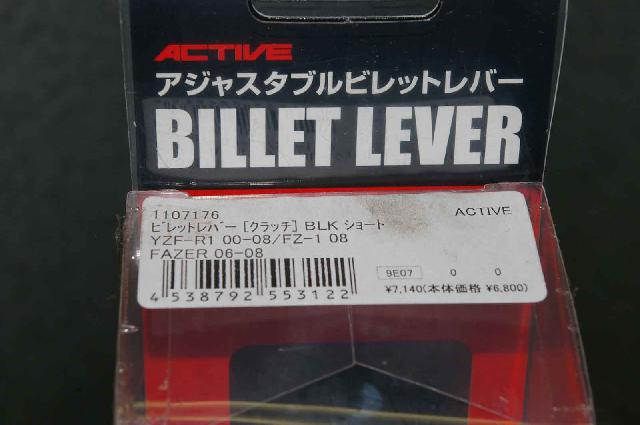 ACTIVE
アジャスタブルビレットレバー
BILLET LEVER
1107176 ACTIVE
ビレットレバー [クラッチ] BLK ショート
YZF-R1 00-08/FZ-1 08
FAZER 06-08
9E07 0 0
4 538792 553122 ¥7,140(本体価格 ¥6,800)